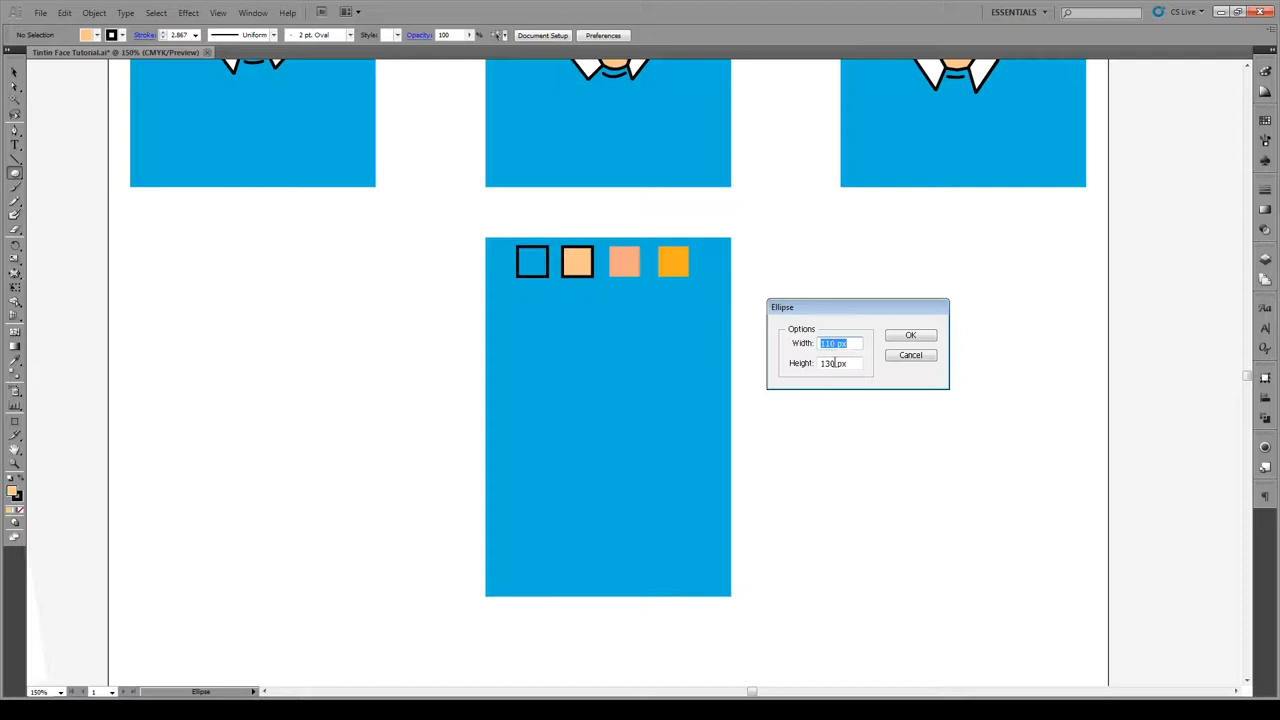 Ai File Edit Object Type Select Effect View Window Help ESSENTIALS CS Live
No Selection Stroke: 2.867 Uniform 2 pt. Oval Style: Opacity: 100 % Document Setup Preferences
Tintin Face Tutorial.ai* @ 150% (CMYK/Preview)
Ellipse
Options
Width: 110 px OK
Height: 130 px Cancel
150% 1 Ellipse